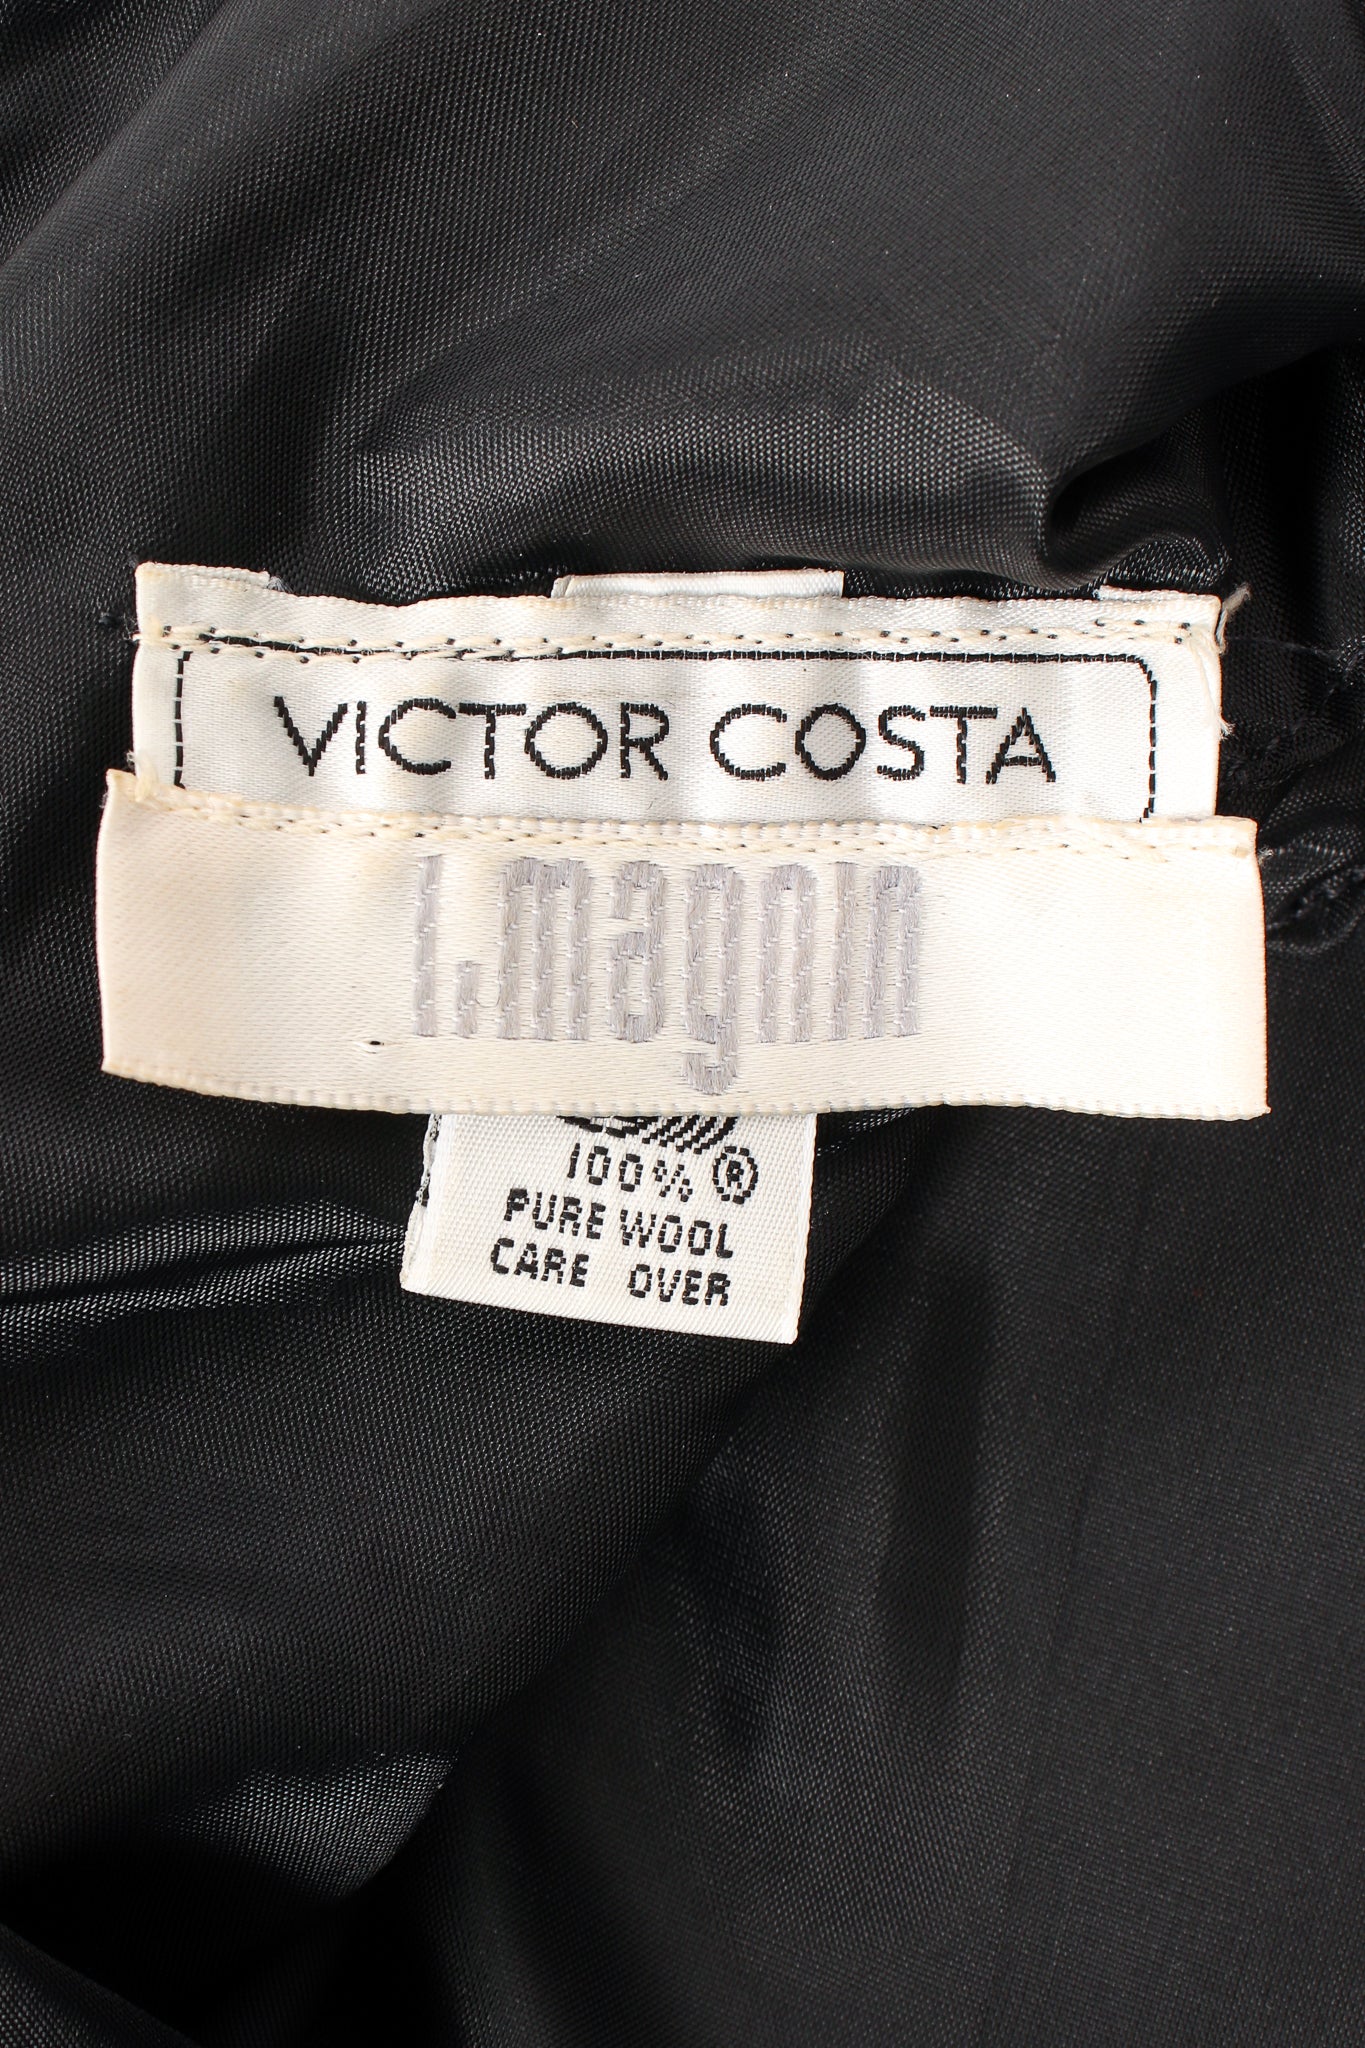 VICTOR COSTA
I.magnin
100% ®
PURE WOOL
CARE OVER